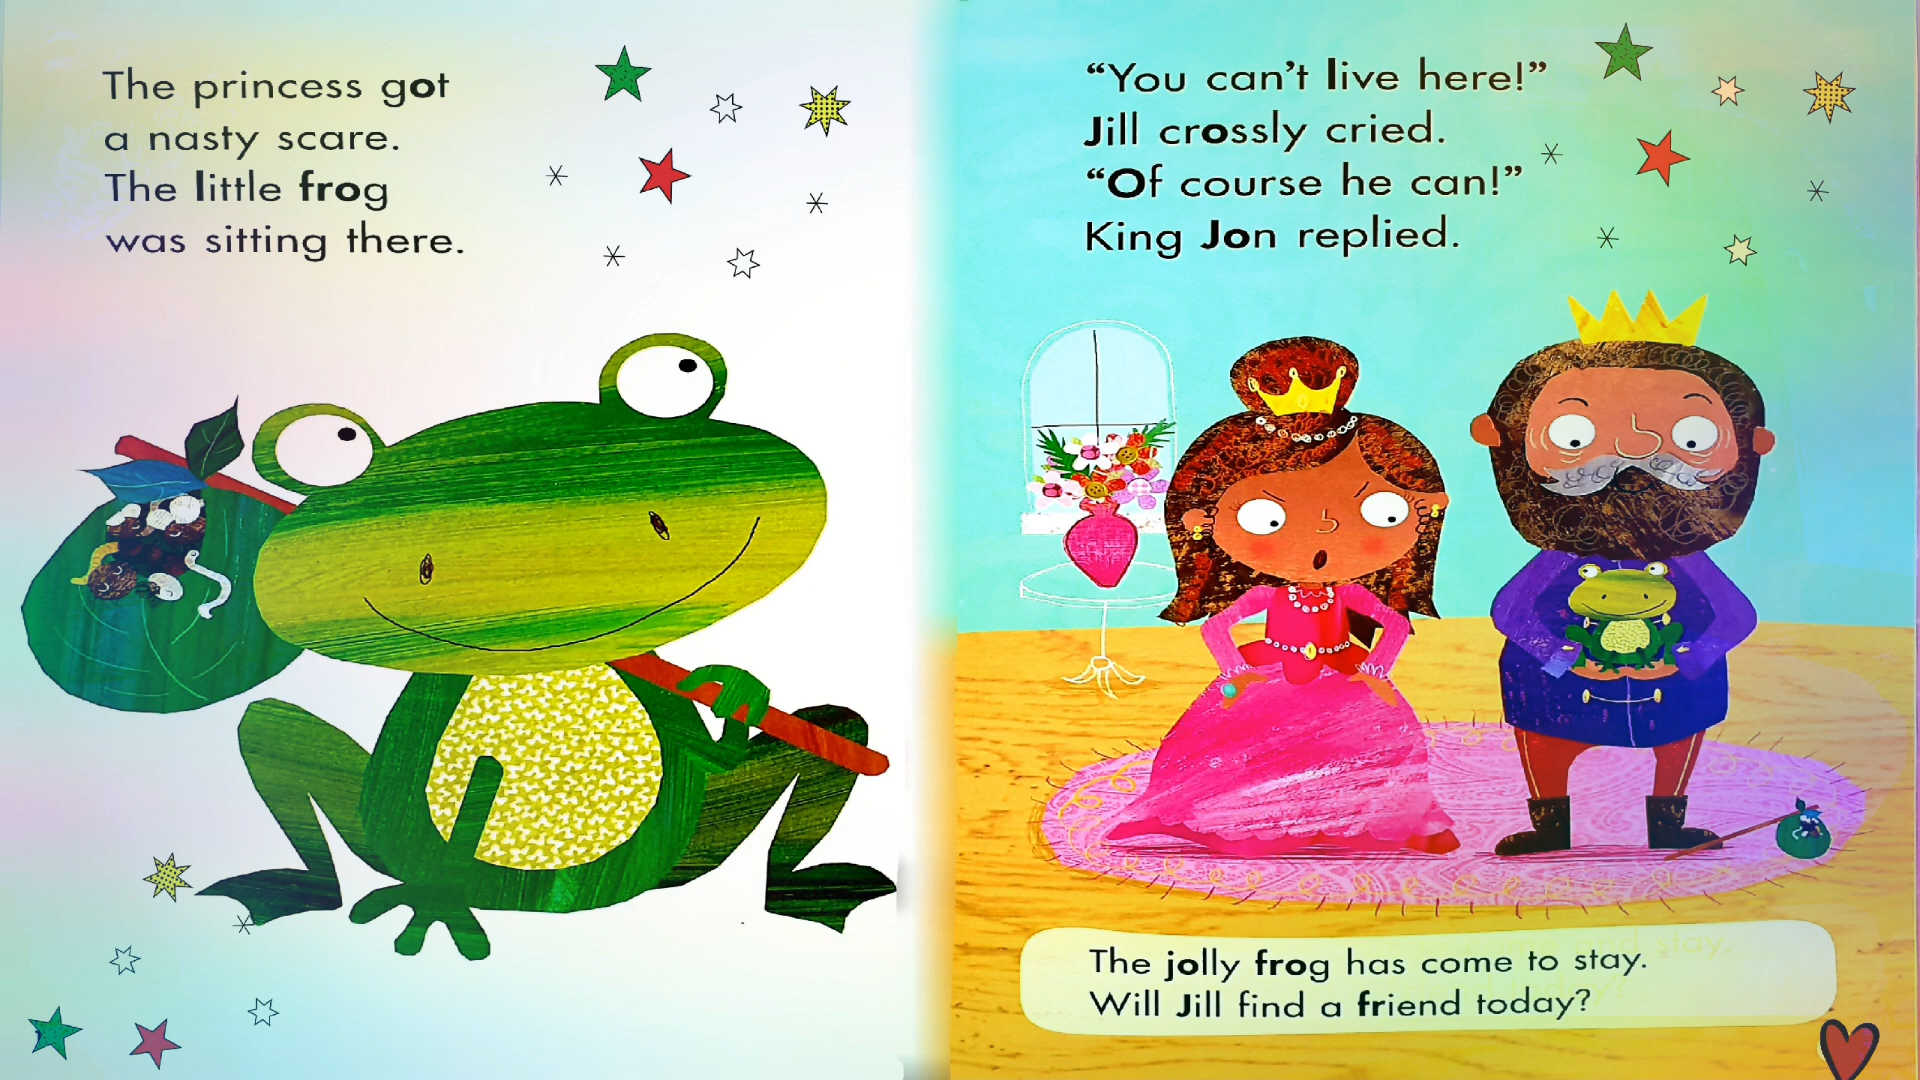 The princess got
a nasty scare.
The little frog
was sitting there.
“You can’t live here!”
Jill crossly cried.
“Of course he can!”
King Jon replied.
The jolly frog has come to stay.
Will Jill find a friend today?